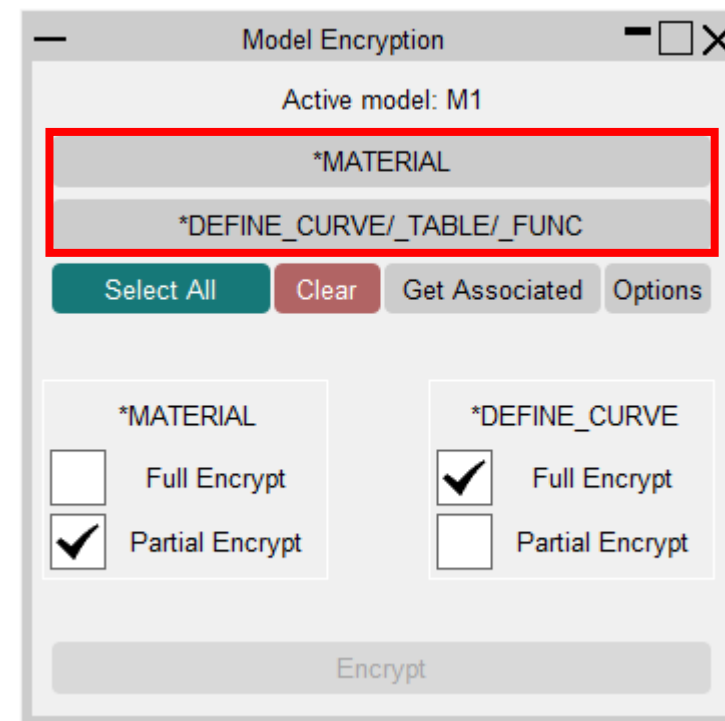 Model Encryption
Active model: M1
*MATERIAL
*DEFINE_CURVE/_TABLE/_FUNC
Select All Clear Get Associated Options
*MATERIAL *DEFINE_CURVE
Full Encrypt Full Encrypt
Partial Encrypt Partial Encrypt
Encrypt